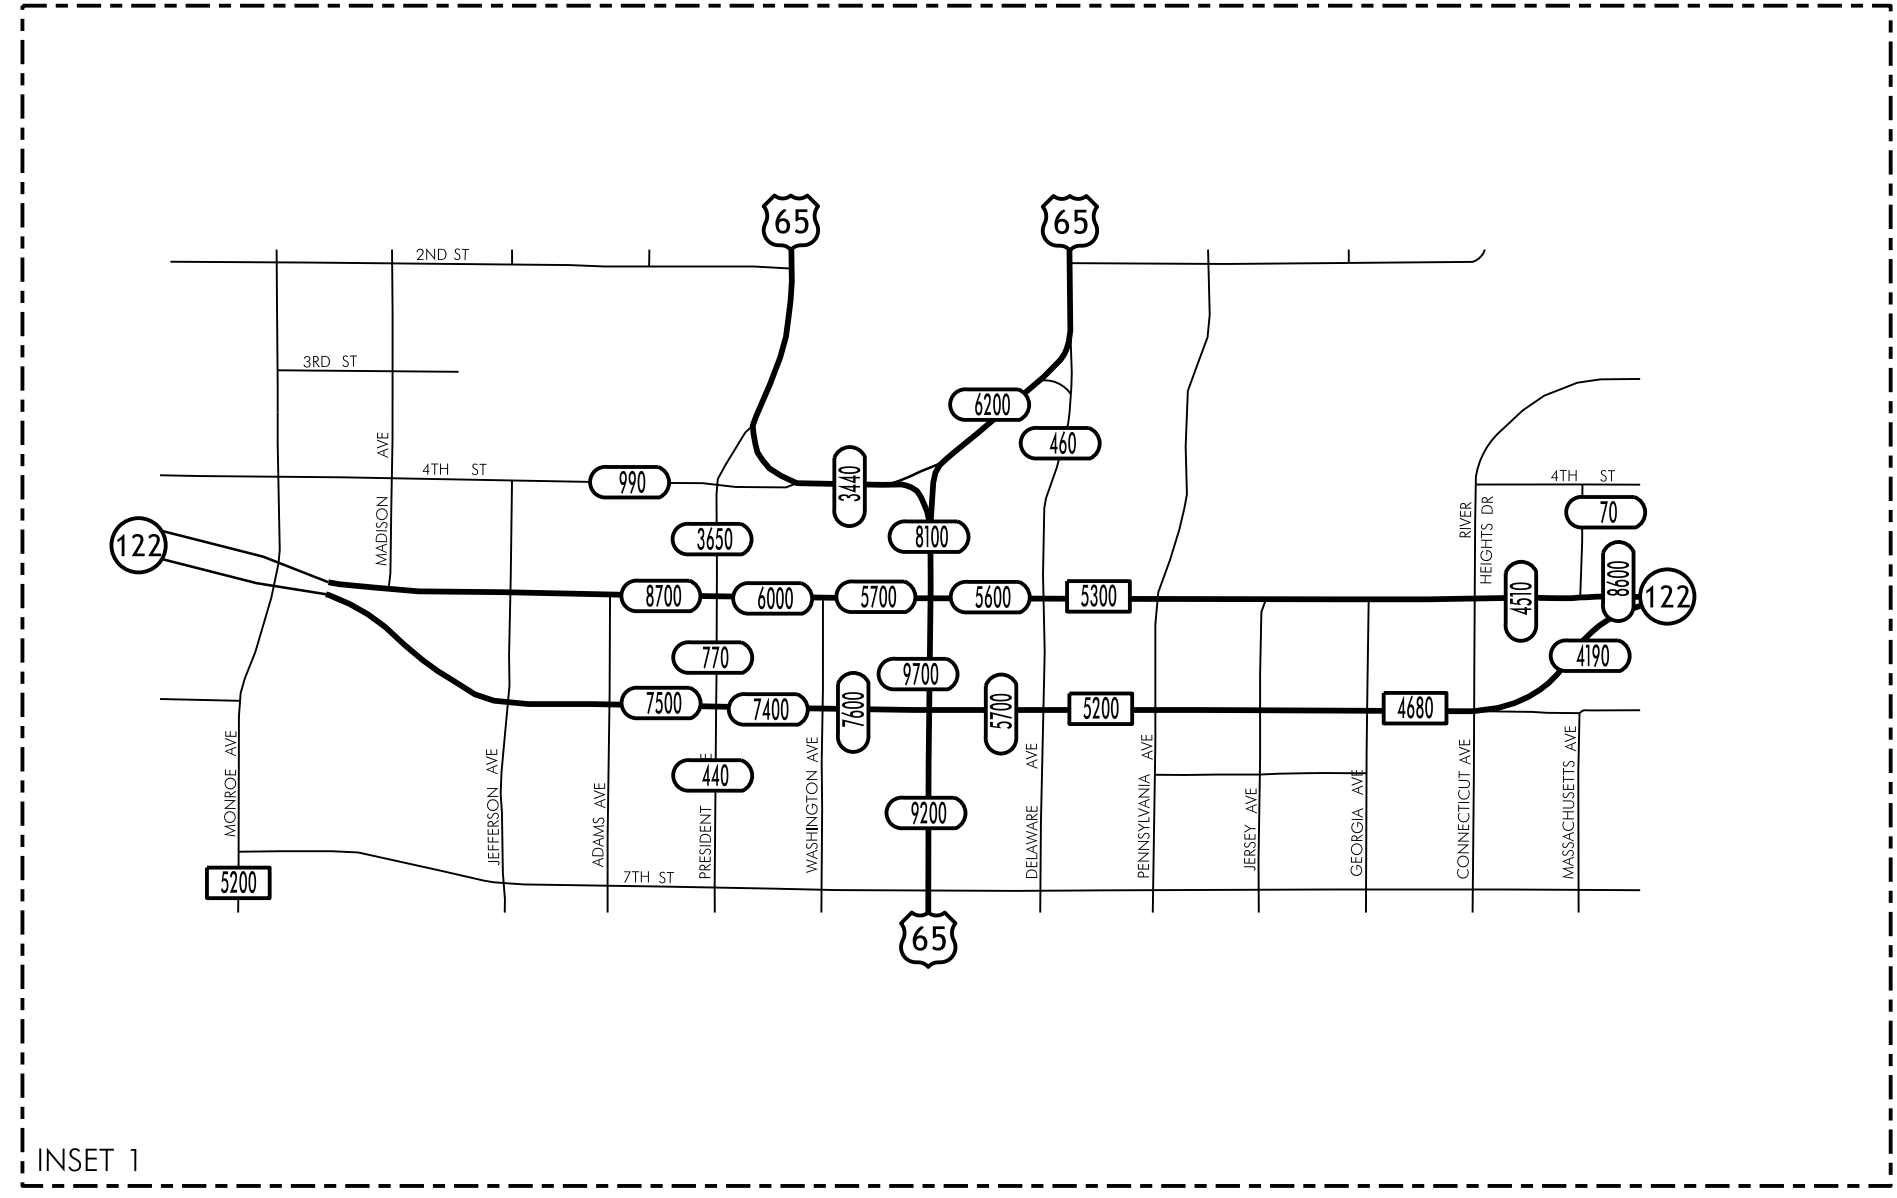 65
65
2ND ST
3RD ST
6200
MADISON AVE
460
4TH ST
990
3440
4TH ST
70
RIVER
HEIGHTS DR
122
3650
8100
8700
6000
5700
5600
5300
4510
8600
122
770
9700
4190
7500
7400
7600
5700
5200
4680
MONROE AVE
JEFFERSON AVE
ADAMS AVE
440
PRESIDENT
WASHINGTON AVE
9200
DELAWARE AVE
PENNSYLVANIA AVE
JERSEY AVE
GEORGIA AVE
CONNECTICUT AVE
MASSACHUSETTS AVE
5200
7TH ST
65
INSET 1